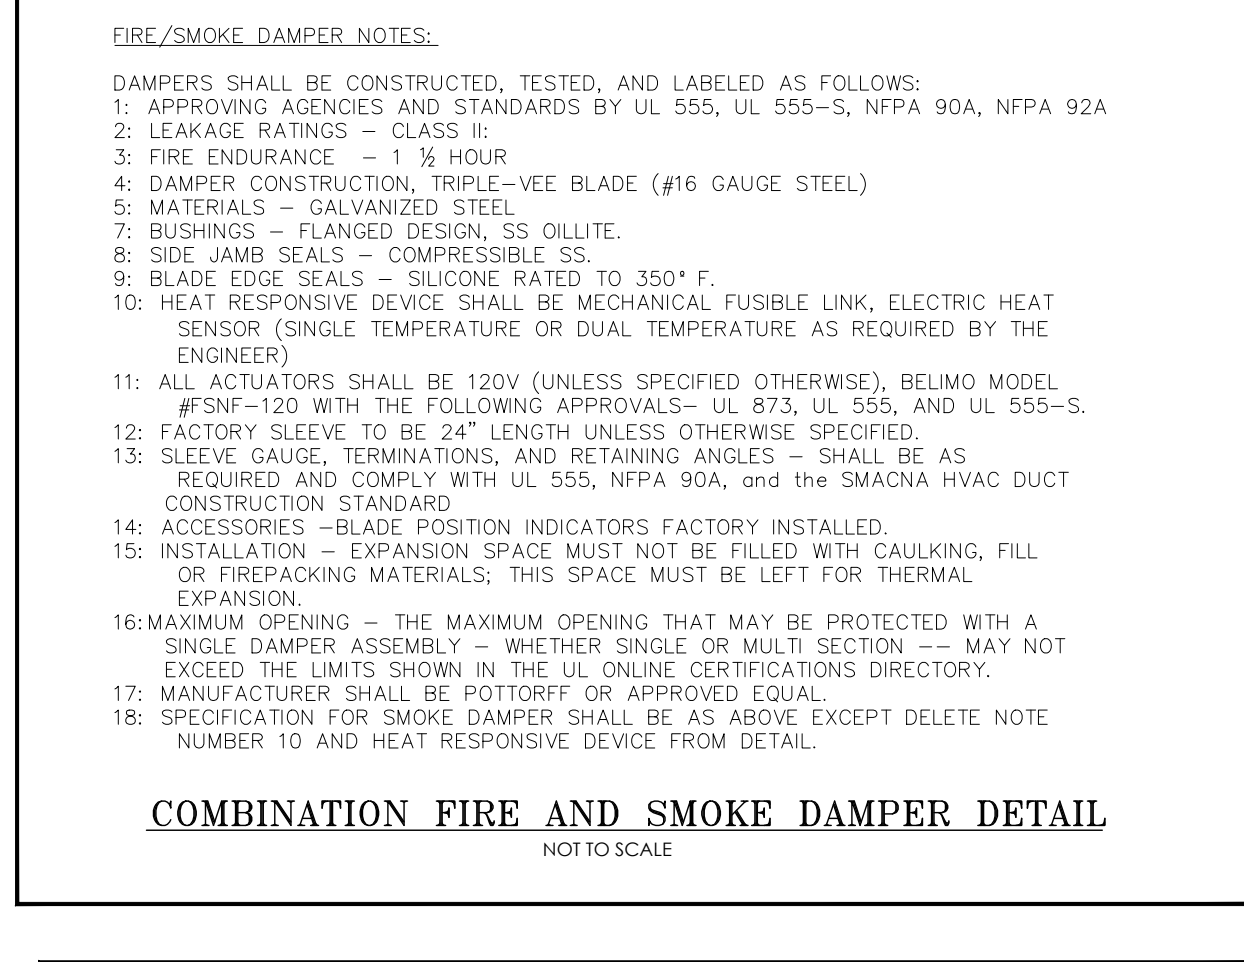 FIRE/SMOKE DAMPER NOTES:
DAMPERS SHALL BE CONSTRUCTED, TESTED, AND LABELED AS FOLLOWS:
1: APPROVING AGENCIES AND STANDARDS BY UL 555, UL 555-S, NFPA 90A, NFPA 92A
2: LEAKAGE RATINGS - CLASS II:
3: FIRE ENDURANCE - 1 ½ HOUR
4: DAMPER CONSTRUCTION, TRIPLE-VEE BLADE (#16 GAUGE STEEL)
5: MATERIALS - GALVANIZED STEEL
7: BUSHINGS - FLANGED DESIGN, SS OILLITE.
8: SIDE JAMB SEALS - COMPRESSIBLE SS.
9: BLADE EDGE SEALS - SILICONE RATED TO 350° F.
10: HEAT RESPONSIVE DEVICE SHALL BE MECHANICAL FUSIBLE LINK, ELECTRIC HEAT
SENSOR (SINGLE TEMPERATURE OR DUAL TEMPERATURE AS REQUIRED BY THE
ENGINEER)
11: ALL ACTUATORS SHALL BE 120V (UNLESS SPECIFIED OTHERWISE), BELIMO MODEL
#FSNF-120 WITH THE FOLLOWING APPROVALS- UL 873, UL 555, AND UL 555-S.
12: FACTORY SLEEVE TO BE 24" LENGTH UNLESS OTHERWISE SPECIFIED.
13: SLEEVE GAUGE, TERMINATIONS, AND RETAINING ANGLES - SHALL BE AS
REQUIRED AND COMPLY WITH UL 555, NFPA 90A, and the SMACNA HVAC DUCT
CONSTRUCTION STANDARD
14: ACCESSORIES -BLADE POSITION INDICATORS FACTORY INSTALLED.
15: INSTALLATION - EXPANSION SPACE MUST NOT BE FILLED WITH CAULKING, FILL
OR FIREPACKING MATERIALS; THIS SPACE MUST BE LEFT FOR THERMAL
EXPANSION.
16: MAXIMUM OPENING - THE MAXIMUM OPENING THAT MAY BE PROTECTED WITH A
SINGLE DAMPER ASSEMBLY - WHETHER SINGLE OR MULTI SECTION -- MAY NOT
EXCEED THE LIMITS SHOWN IN THE UL ONLINE CERTIFICATIONS DIRECTORY.
17: MANUFACTURER SHALL BE POTTORFF OR APPROVED EQUAL.
18: SPECIFICATION FOR SMOKE DAMPER SHALL BE AS ABOVE EXCEPT DELETE NOTE
NUMBER 10 AND HEAT RESPONSIVE DEVICE FROM DETAIL.
COMBINATION FIRE AND SMOKE DAMPER DETAIL
NOT TO SCALE